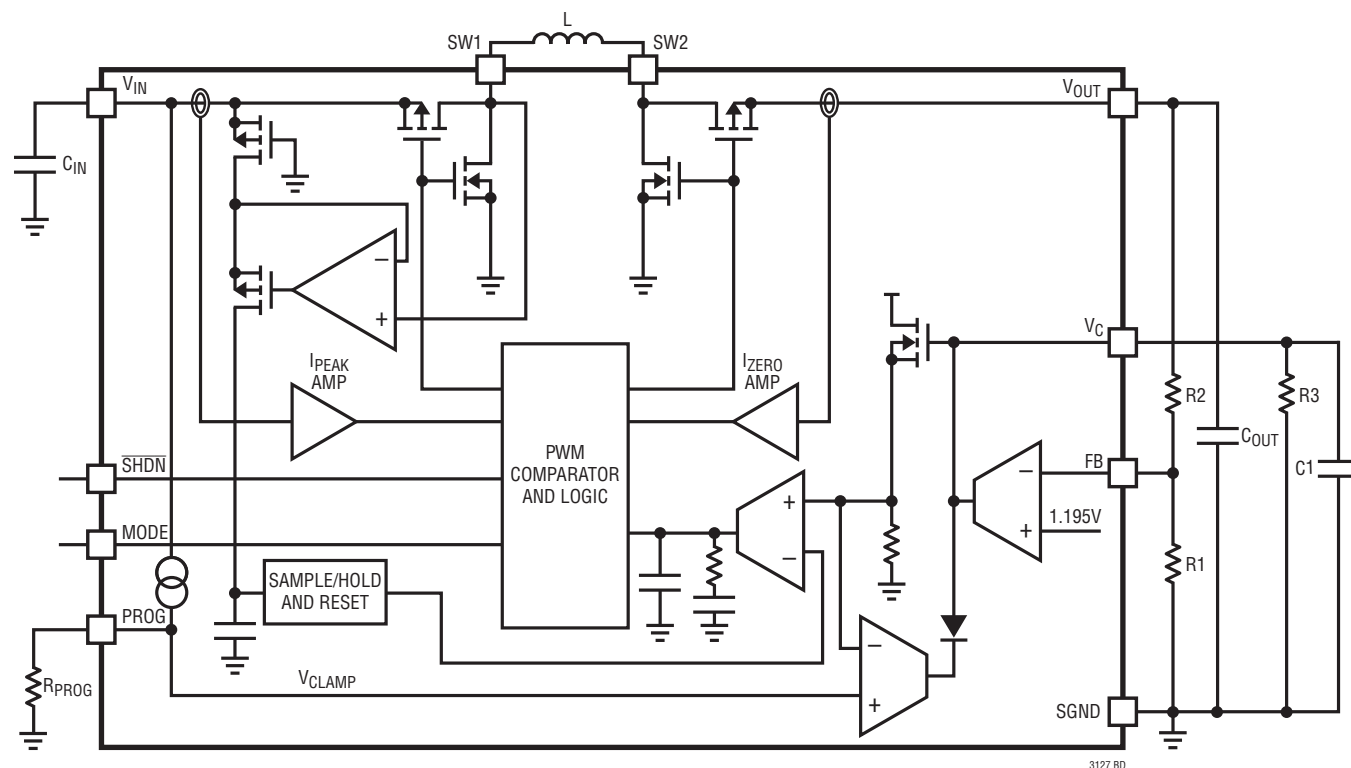 L
SW1
SW2
VIN
VOUT
CIN
–
+
IPEAK
AMP
IZERO
AMP
VC
R2
R3
COUT
C1
PWM
COMPARATOR
AND LOGIC
SHDN
FB
–
+
1.195V
+
–
MODE
R1
SAMPLE/HOLD
AND RESET
PROG
RPROG
VCLAMP
–
+
SGND
3127 BD